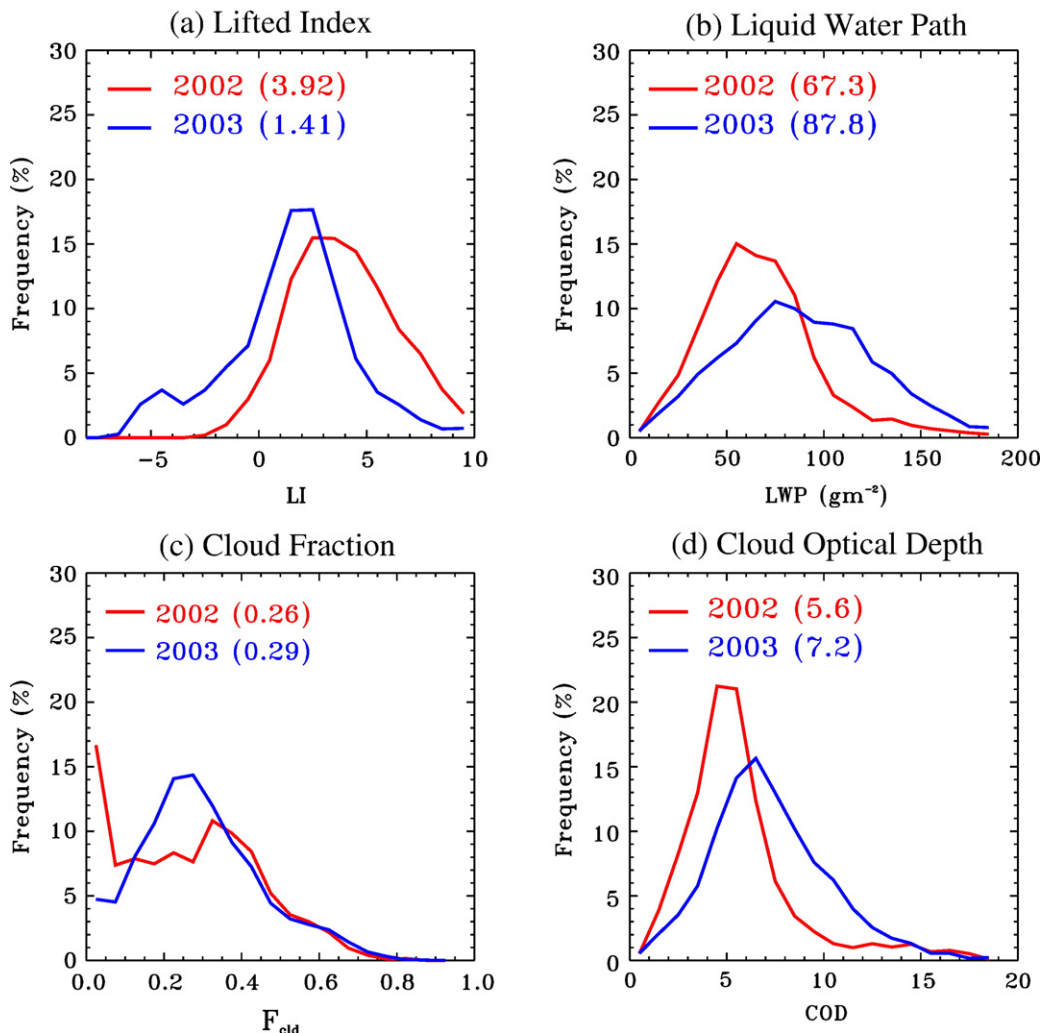 (a) Lifted Index
30
25
20
15
10
5
0
Frequency (%)
2002 (3.92)
2003 (1.41)
−5 0 5 10
LI
(b) Liquid Water Path
30
25
20
15
10
5
0
Frequency (%)
2002 (67.3)
2003 (87.8)
0 50 100 150 200
LWP (gm⁻²)
(c) Cloud Fraction
30
25
20
15
10
5
0
Frequency (%)
2002 (0.26)
2003 (0.29)
0.0 0.2 0.4 0.6 0.8 1.0
F_cld
(d) Cloud Optical Depth
30
25
20
15
10
5
0
Frequency (%)
2002 (5.6)
2003 (7.2)
0 5 10 15 20
COD